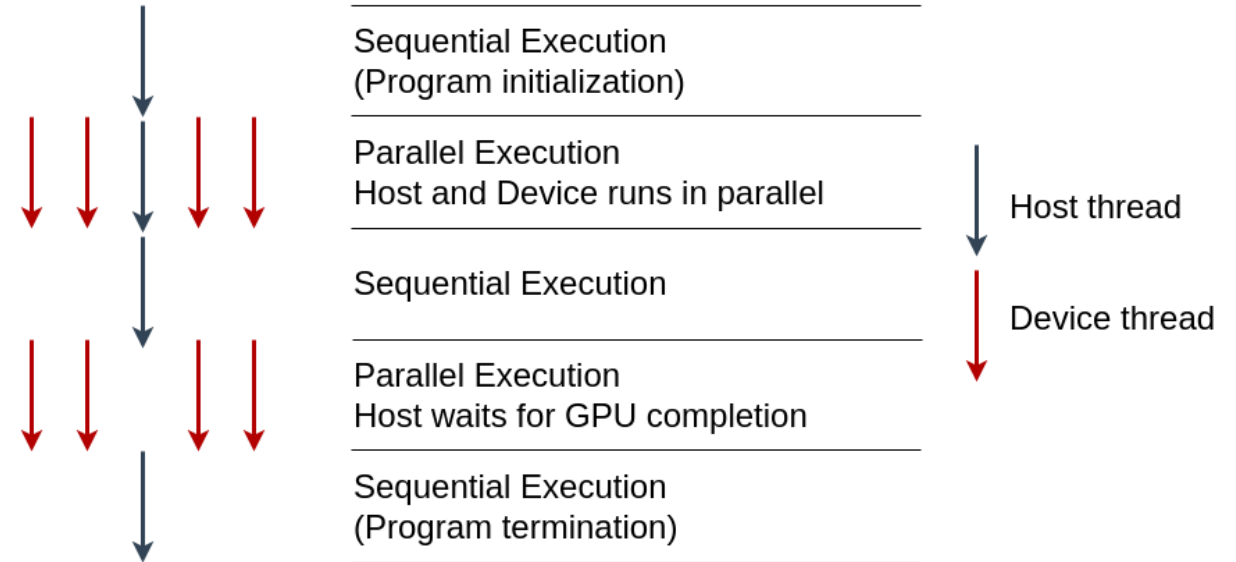 Sequential Execution
(Program initialization)
Parallel Execution
Host and Device runs in parallel
Sequential Execution
Parallel Execution
Host waits for GPU completion
Sequential Execution
(Program termination)
Host thread
Device thread